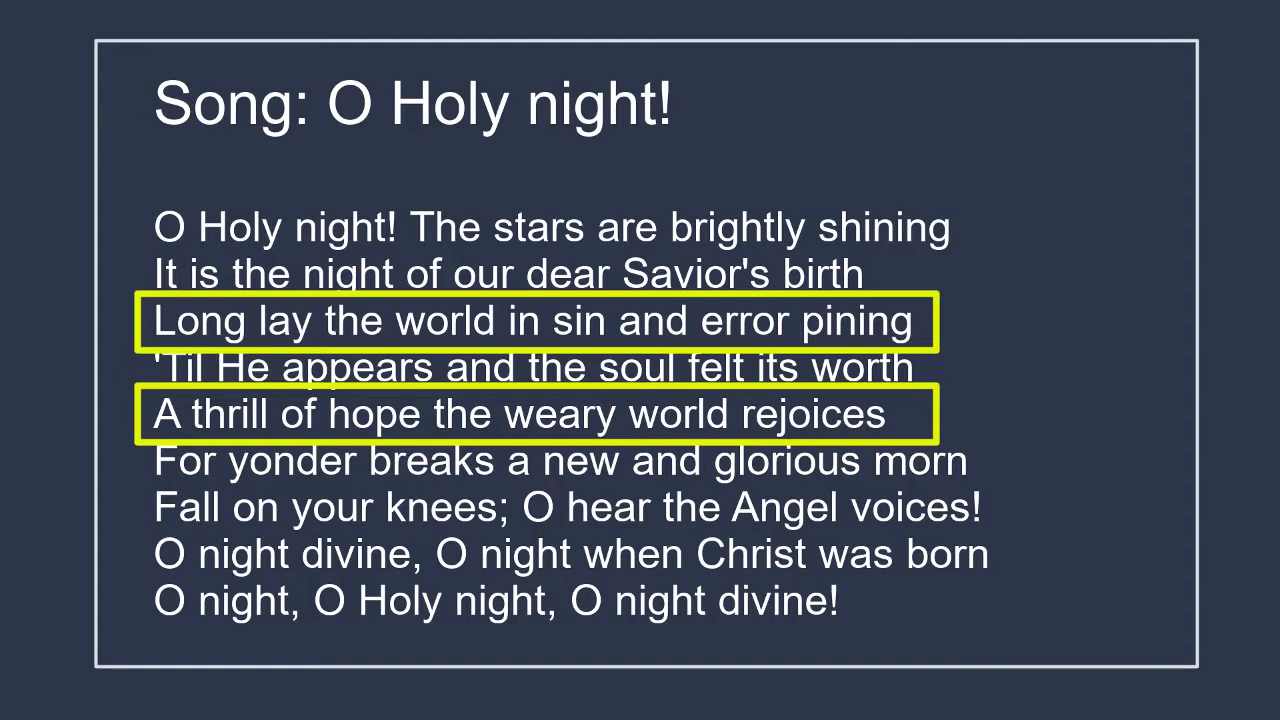 Song: O Holy night!
O Holy night! The stars are brightly shining
It is the night of our dear Savior's birth
Long lay the world in sin and error pining
'Til He appears and the soul felt its worth
A thrill of hope the weary world rejoices
For yonder breaks a new and glorious morn
Fall on your knees; O hear the Angel voices!
O night divine, O night when Christ was born
O night, O Holy night, O night divine!